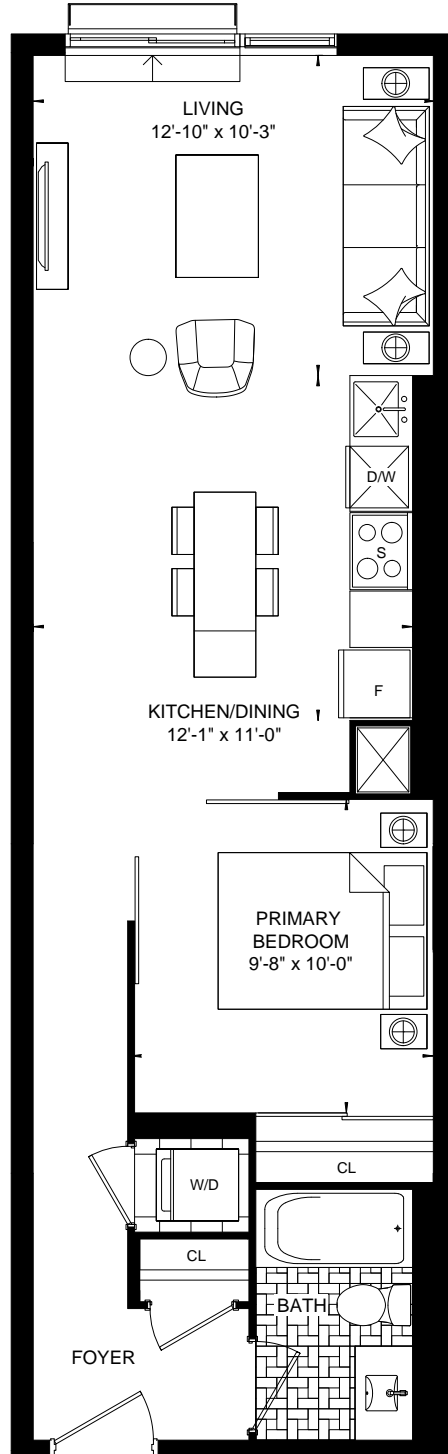 LIVING
12'-10" x 10'-3"
D/W
S
F
KITCHEN/DINING
12'-1" x 11'-0"
PRIMARY
BEDROOM
9'-8" x 10'-0"
CL
W/D
CL
BATH
FOYER